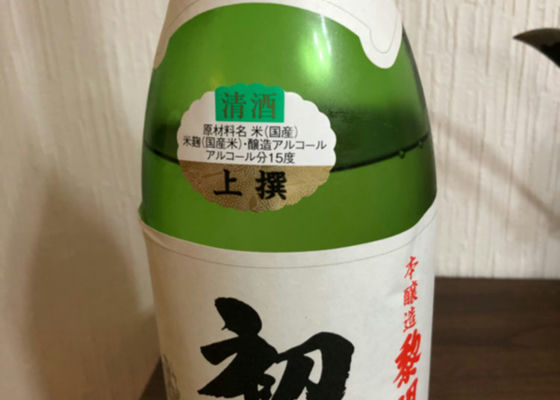 清酒
原材料名 米(国産)
米麹(国産米)・醸造アルコール
アルコール分15度
上撰
本醸造
黎明
初